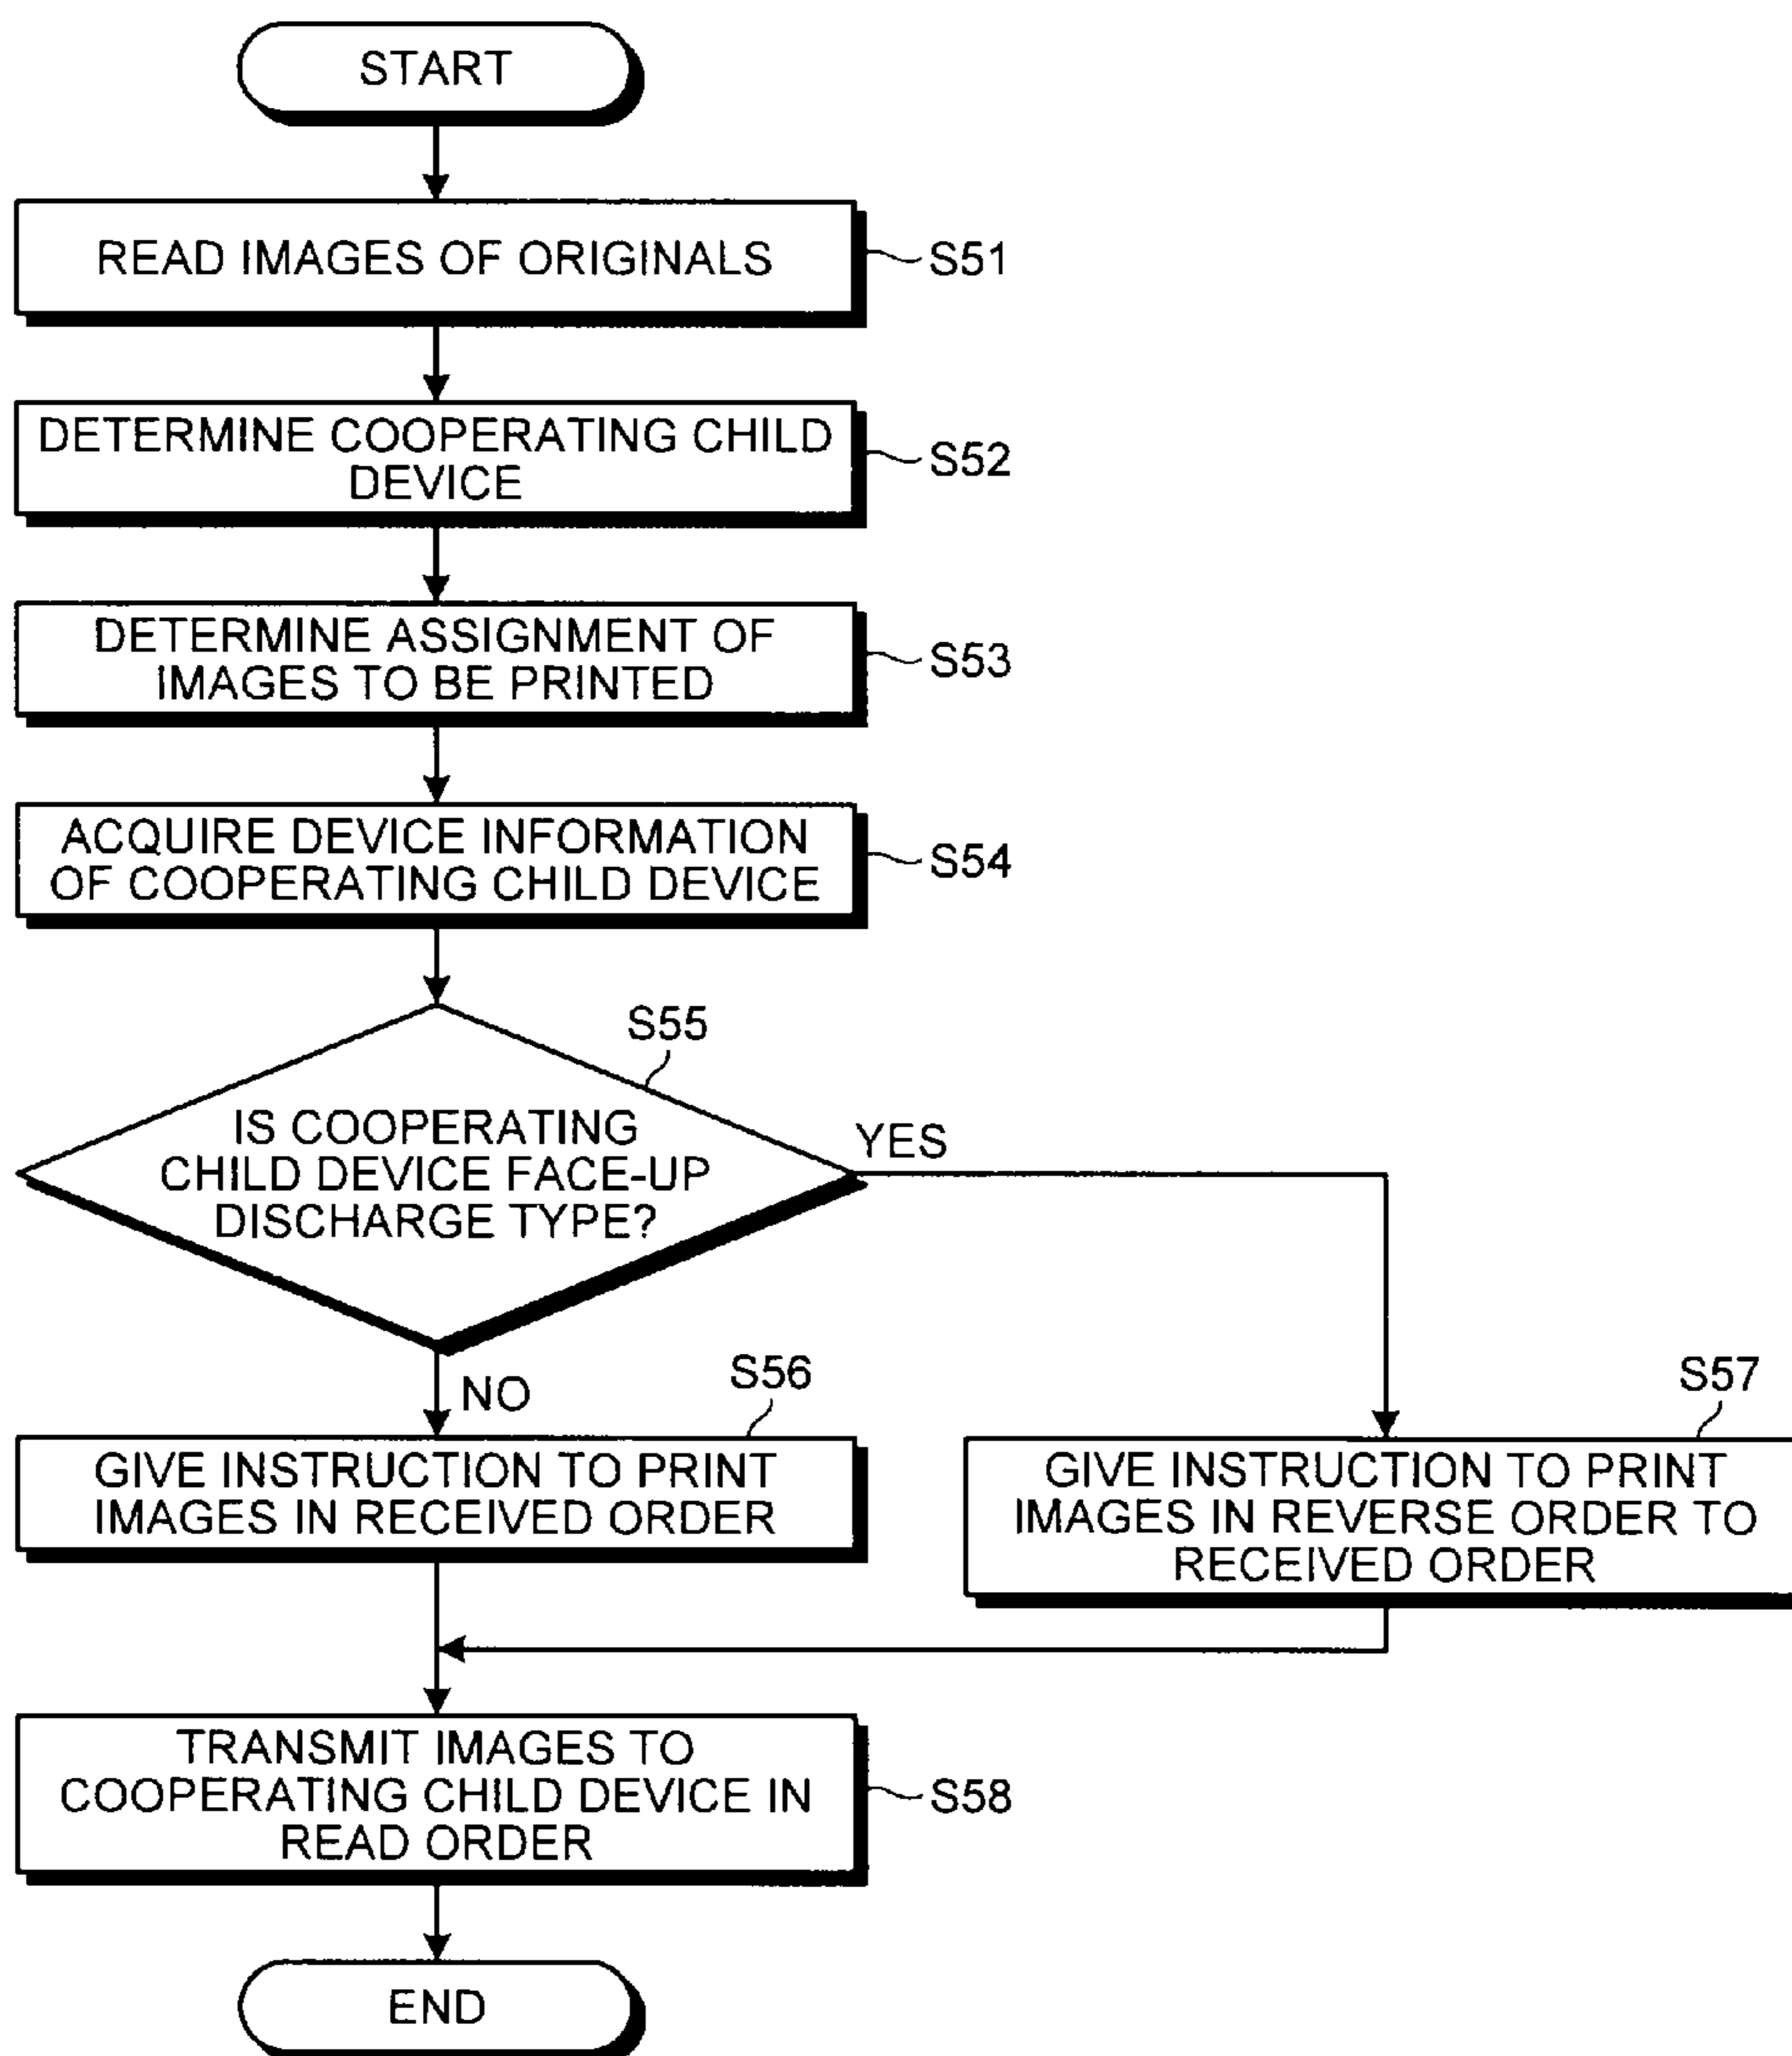 START
READ IMAGES OF ORIGINALS
S51
DETERMINE COOPERATING CHILD
DEVICE
S52
DETERMINE ASSIGNMENT OF
IMAGES TO BE PRINTED
S53
ACQUIRE DEVICE INFORMATION
OF COOPERATING CHILD DEVICE
S54
S55
IS COOPERATING
CHILD DEVICE FACE-UP
DISCHARGE TYPE?
YES
NO
S56
GIVE INSTRUCTION TO PRINT
IMAGES IN RECEIVED ORDER
S57
GIVE INSTRUCTION TO PRINT
IMAGES IN REVERSE ORDER TO
RECEIVED ORDER
TRANSMIT IMAGES TO
COOPERATING CHILD DEVICE IN
READ ORDER
S58
END